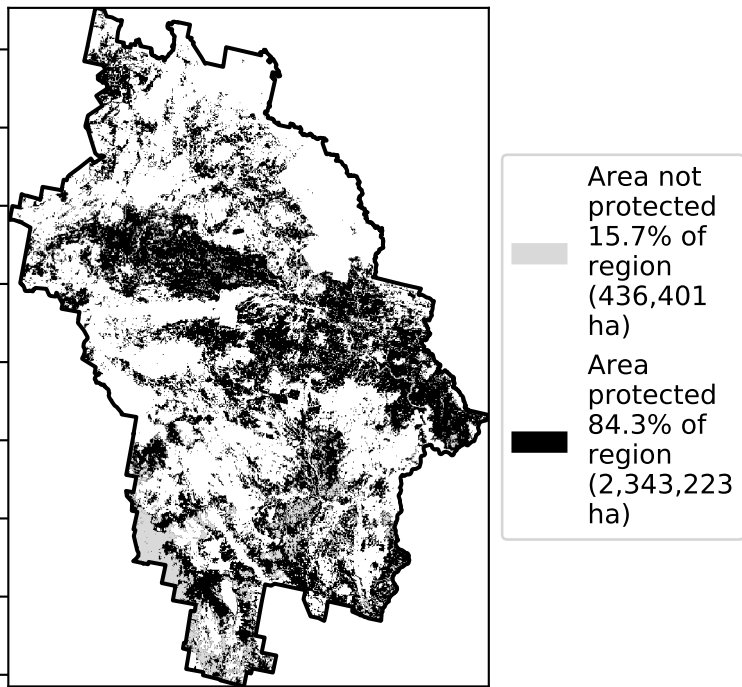 Area not
protected
15.7% of
region
(436,401
ha)
Area
protected
84.3% of
region
(2,343,223
ha)